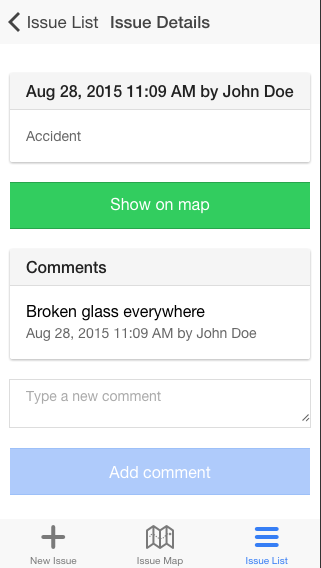 Issue List Issue Details
Aug 28, 2015 11:09 AM by John Doe
Accident
Show on map
Comments
Broken glass everywhere
Aug 28, 2015 11:09 AM by John Doe
Type a new comment
Add comment
New Issue Issue Map Issue List